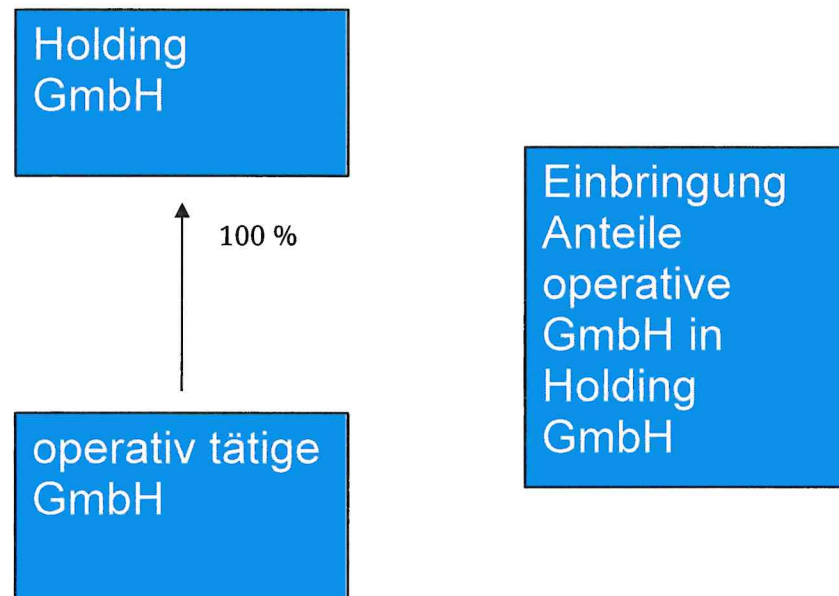 Holding
GmbH
100 %
Einbringung
Anteile
operative
GmbH in
Holding
GmbH
operativ tätige
GmbH